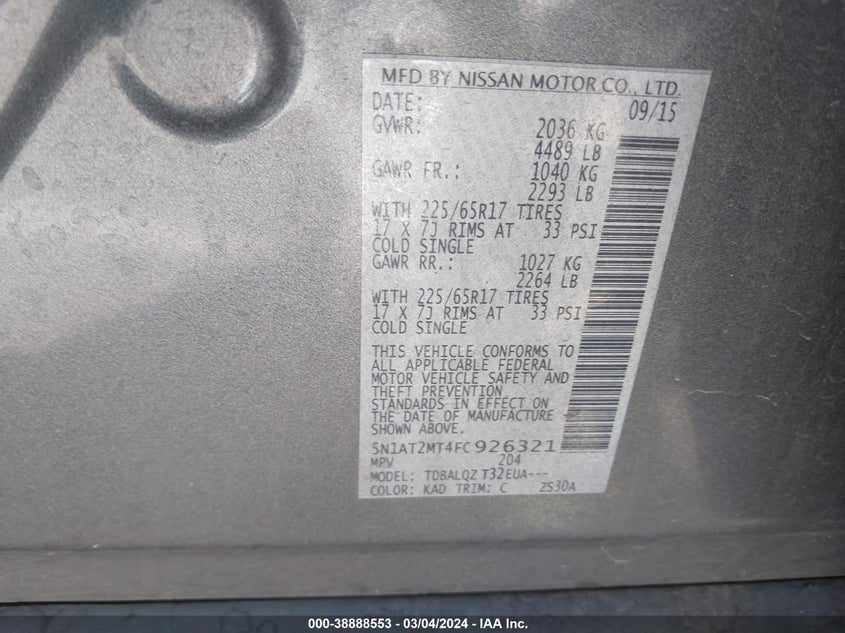 MFD BY NISSAN MOTOR CO., LTD.
DATE: 09/15
GVWR: 2036 KG
4489 LB
GAWR FR.: 1040 KG
2293 LB
WITH 225/65R17 TIRES
17 X 7J RIMS AT 33 PSI
COLD SINGLE
GAWR RR.: 1027 KG
2264 LB
WITH 225/65R17 TIRES
17 X 7J RIMS AT 33 PSI
COLD SINGLE
THIS VEHICLE CONFORMS TO
ALL APPLICABLE FEDERAL
MOTOR VEHICLE SAFETY AND
THEFT PREVENTION
STANDARDS IN EFFECT ON
THE DATE OF MANUFACTURE
SHOWN ABOVE.
5N1AT2MT4FC926321
MPV 204
MODEL: TDBALQZ T32EUA---
COLOR: KAD TRIM: C ZS30A
000-38888553 - 03/04/2024 - IAA Inc.